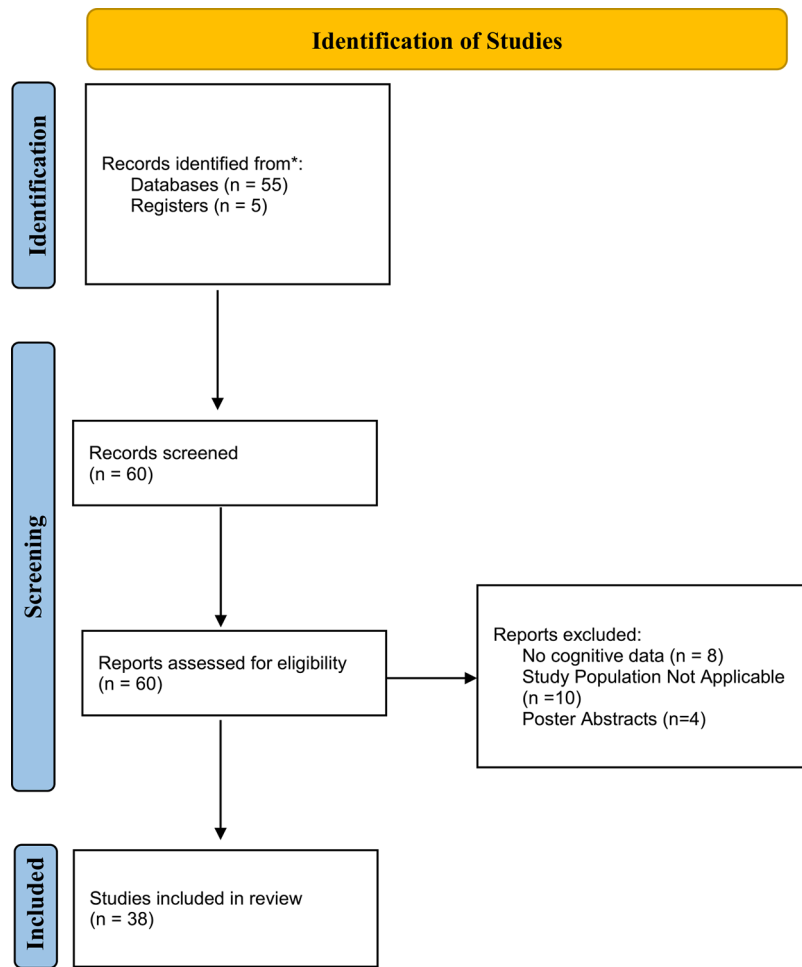 Identification of Studies
Identification
Records identified from*:
Databases (n = 55)
Registers (n = 5)
Screening
Records screened
(n = 60)
Reports assessed for eligibility
(n = 60)
Reports excluded:
No cognitive data (n = 8)
Study Population Not Applicable
(n =10)
Poster Abstracts (n=4)
Included
Studies included in review
(n = 38)